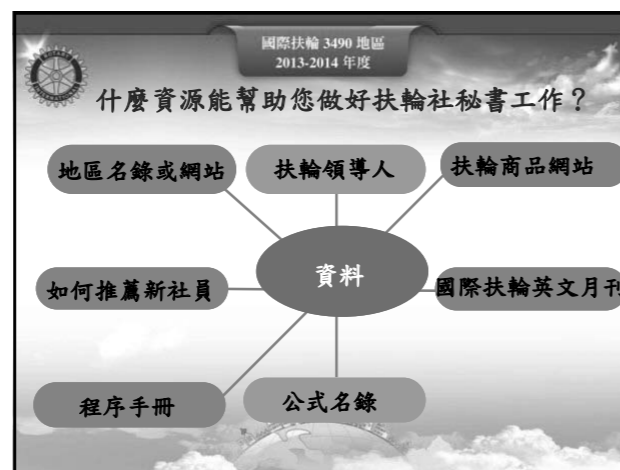 國際扶輪 3490 地區
2013-2014 年度
什麼資源能幫助您做好扶輪社秘書工作？
地區名錄或網站
扶輪領導人
扶輪商品網站
資料
如何推薦新社員
國際扶輪英文月刊
程序手冊
公式名錄